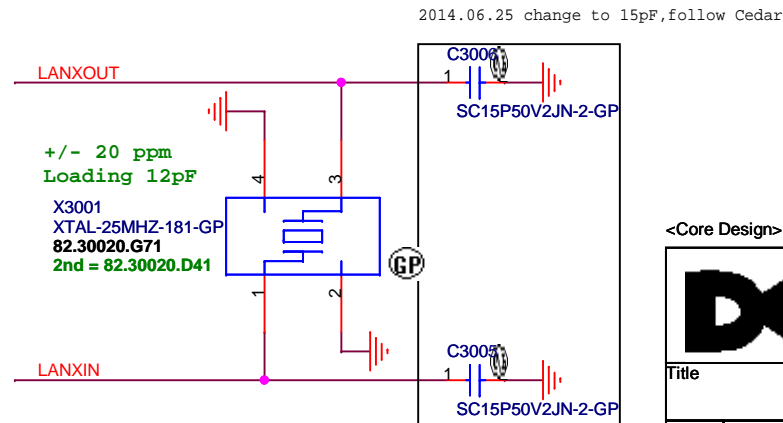 2014.06.25 change to 15pF,follow Cedar
C3006
LANXOUT
1
SC15P50V2JN-2-GP
+/- 20 ppm
Loading 12pF
4
3
X3001
XTAL-25MHZ-181-GP
82.30020.G71
2nd = 82.30020.D41
GP
<Core Design>
1
2
C3005
LANXIN
1
SC15P50V2JN-2-GP
Title